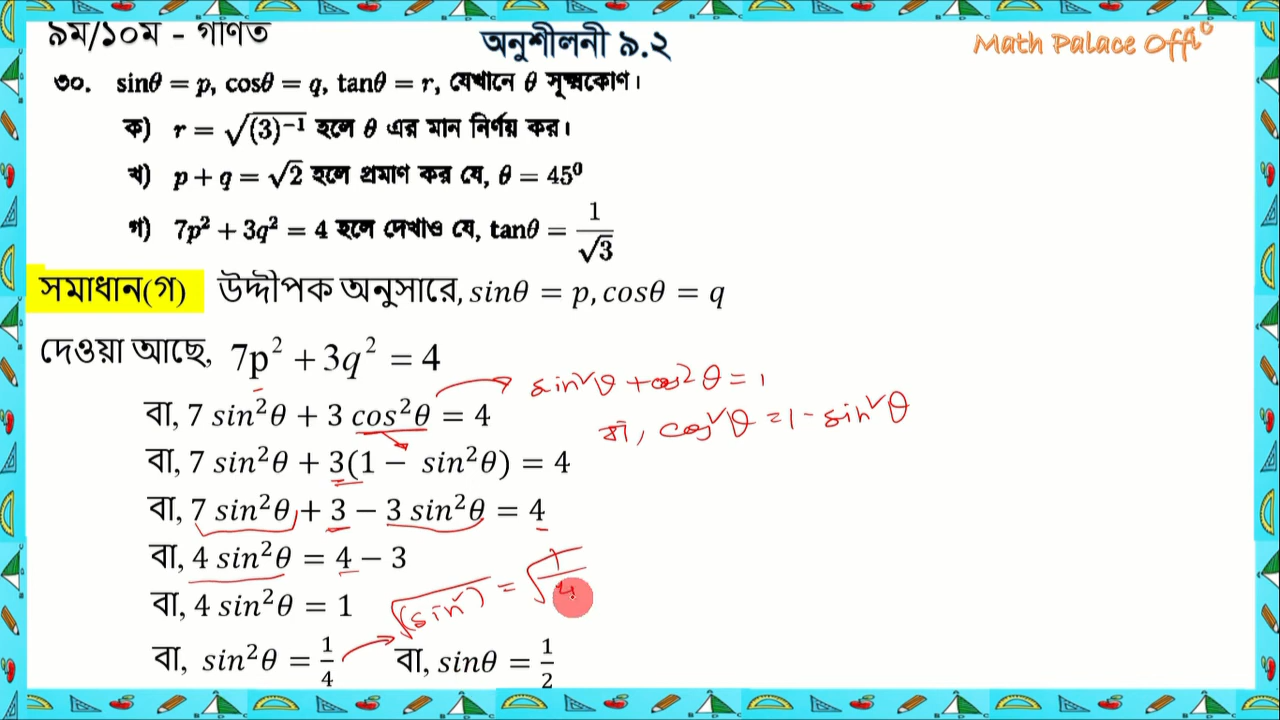 ৯ম/১০ম - গণিত
অনুশীলনী ৯.২
Math Palace Offi
৩০. sinθ = p, cosθ = q, tanθ = r, যেখানে θ সূক্ষ্মকোণ।
ক) r = √(3)⁻¹ হলে θ এর মান নির্ণয় কর।
খ) p + q = √2 হলে প্রমাণ কর যে, θ = 45⁰
গ) 7p² + 3q² = 4 হলে দেখাও যে, tanθ = 1/√3
সমাধান(গ) উদ্দীপক অনুসারে, sinθ = p, cosθ = q
দেওয়া আছে, 7p² + 3q² = 4
sin²θ + cos²θ = 1
বা, 7 sin²θ + 3 cos²θ = 4
বা, cos²θ = 1 - sin²θ
বা, 7 sin²θ + 3(1 − sin²θ) = 4
বা, 7 sin²θ + 3 − 3 sin²θ = 4
বা, 4 sin²θ = 4 − 3
বা, 4 sin²θ = 1
√(sin²) = √1/4
বা, sin²θ = 1/4 বা, sinθ = 1/2